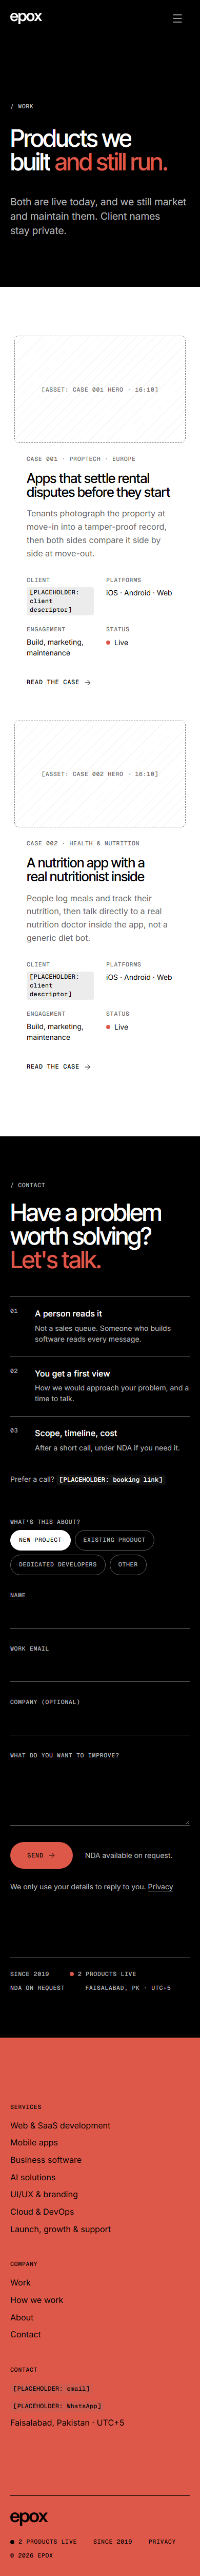 epox
/ WORK
Products we
built and still run.
Both are live today, and we still market
and maintain them. Client names
stay private.
[ASSET: CASE 001 HERO · 16:10]
CASE 001 · PROPTECH · EUROPE
Apps that settle rental
disputes before they start
Tenants photograph the property at
move-in into a tamper-proof record,
then both sides compare it side by
side at move-out.
CLIENT
[PLACEHOLDER:
client
descriptor]
PLATFORMS
iOS · Android · Web
ENGAGEMENT
Build, marketing,
maintenance
STATUS
Live
READ THE CASE →
[ASSET: CASE 002 HERO · 16:10]
CASE 002 · HEALTH & NUTRITION
A nutrition app with a
real nutritionist inside
People log meals and track their
nutrition, then talk directly to a real
nutrition doctor inside the app, not a
generic diet bot.
CLIENT
[PLACEHOLDER:
client
descriptor]
PLATFORMS
iOS · Android · Web
ENGAGEMENT
Build, marketing,
maintenance
STATUS
Live
READ THE CASE →
/ CONTACT
Have a problem
worth solving?
Let's talk.
01
A person reads it
Not a sales queue. Someone who builds
software reads every message.
02
You get a first view
How we would approach your problem, and a
time to talk.
03
Scope, timeline, cost
After a short call, under NDA if you need it.
Prefer a call? [PLACEHOLDER: booking link]
WHAT'S THIS ABOUT?
NEW PROJECT
EXISTING PRODUCT
DEDICATED DEVELOPERS
OTHER
NAME
WORK EMAIL
COMPANY (OPTIONAL)
WHAT DO YOU WANT TO IMPROVE?
SEND →
NDA available on request.
We only use your details to reply to you. Privacy
SINCE 2019
2 PRODUCTS LIVE
NDA ON REQUEST
FAISALABAD, PK · UTC+5
SERVICES
Web & SaaS development
Mobile apps
Business software
AI solutions
UI/UX & branding
Cloud & DevOps
Launch, growth & support
COMPANY
Work
How we work
About
Contact
CONTACT
[PLACEHOLDER: email]
[PLACEHOLDER: WhatsApp]
Faisalabad, Pakistan · UTC+5
epox
2 PRODUCTS LIVE
SINCE 2019
PRIVACY
© 2026 EPOX